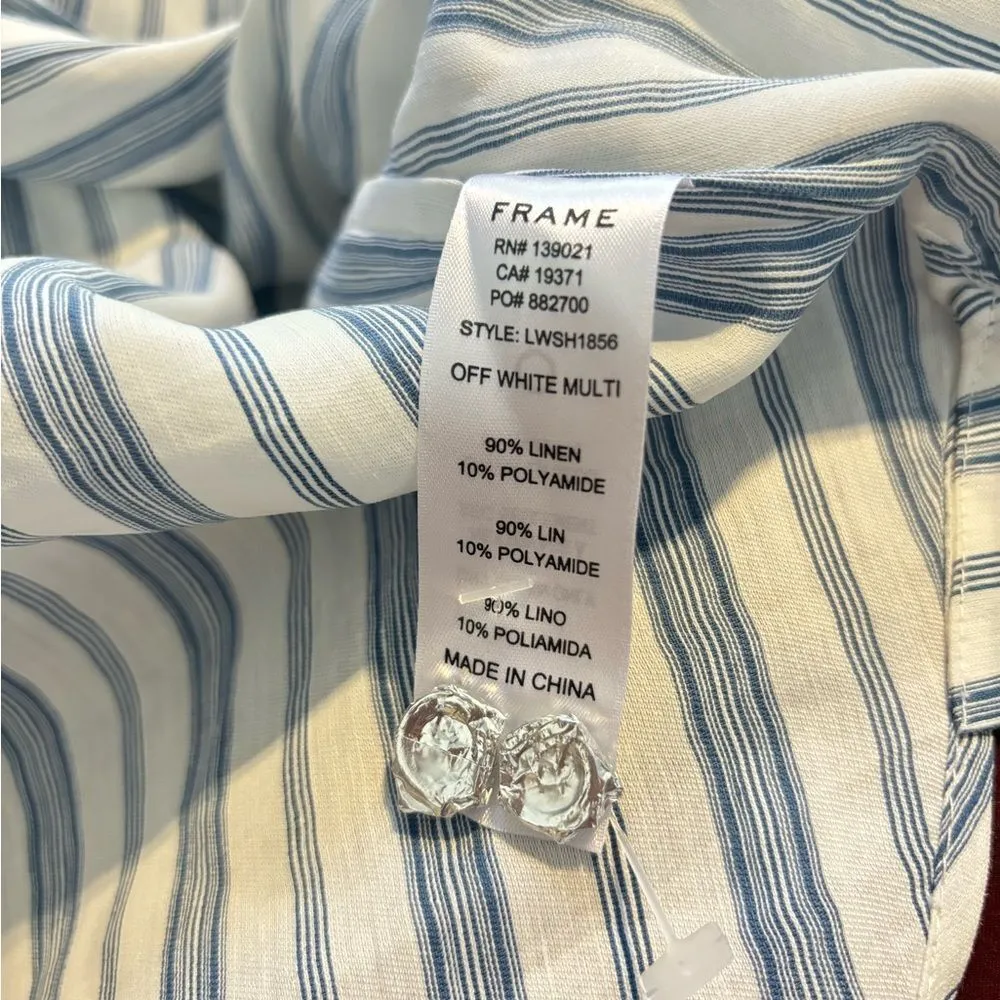 FRAME
RN# 139021
CA# 19371
PO# 882700
STYLE: LWSH1856
OFF WHITE MULTI
90% LINEN
10% POLYAMIDE
90% LIN
10% POLYAMIDE
90% LINO
10% POLIAMIDA
MADE IN CHINA